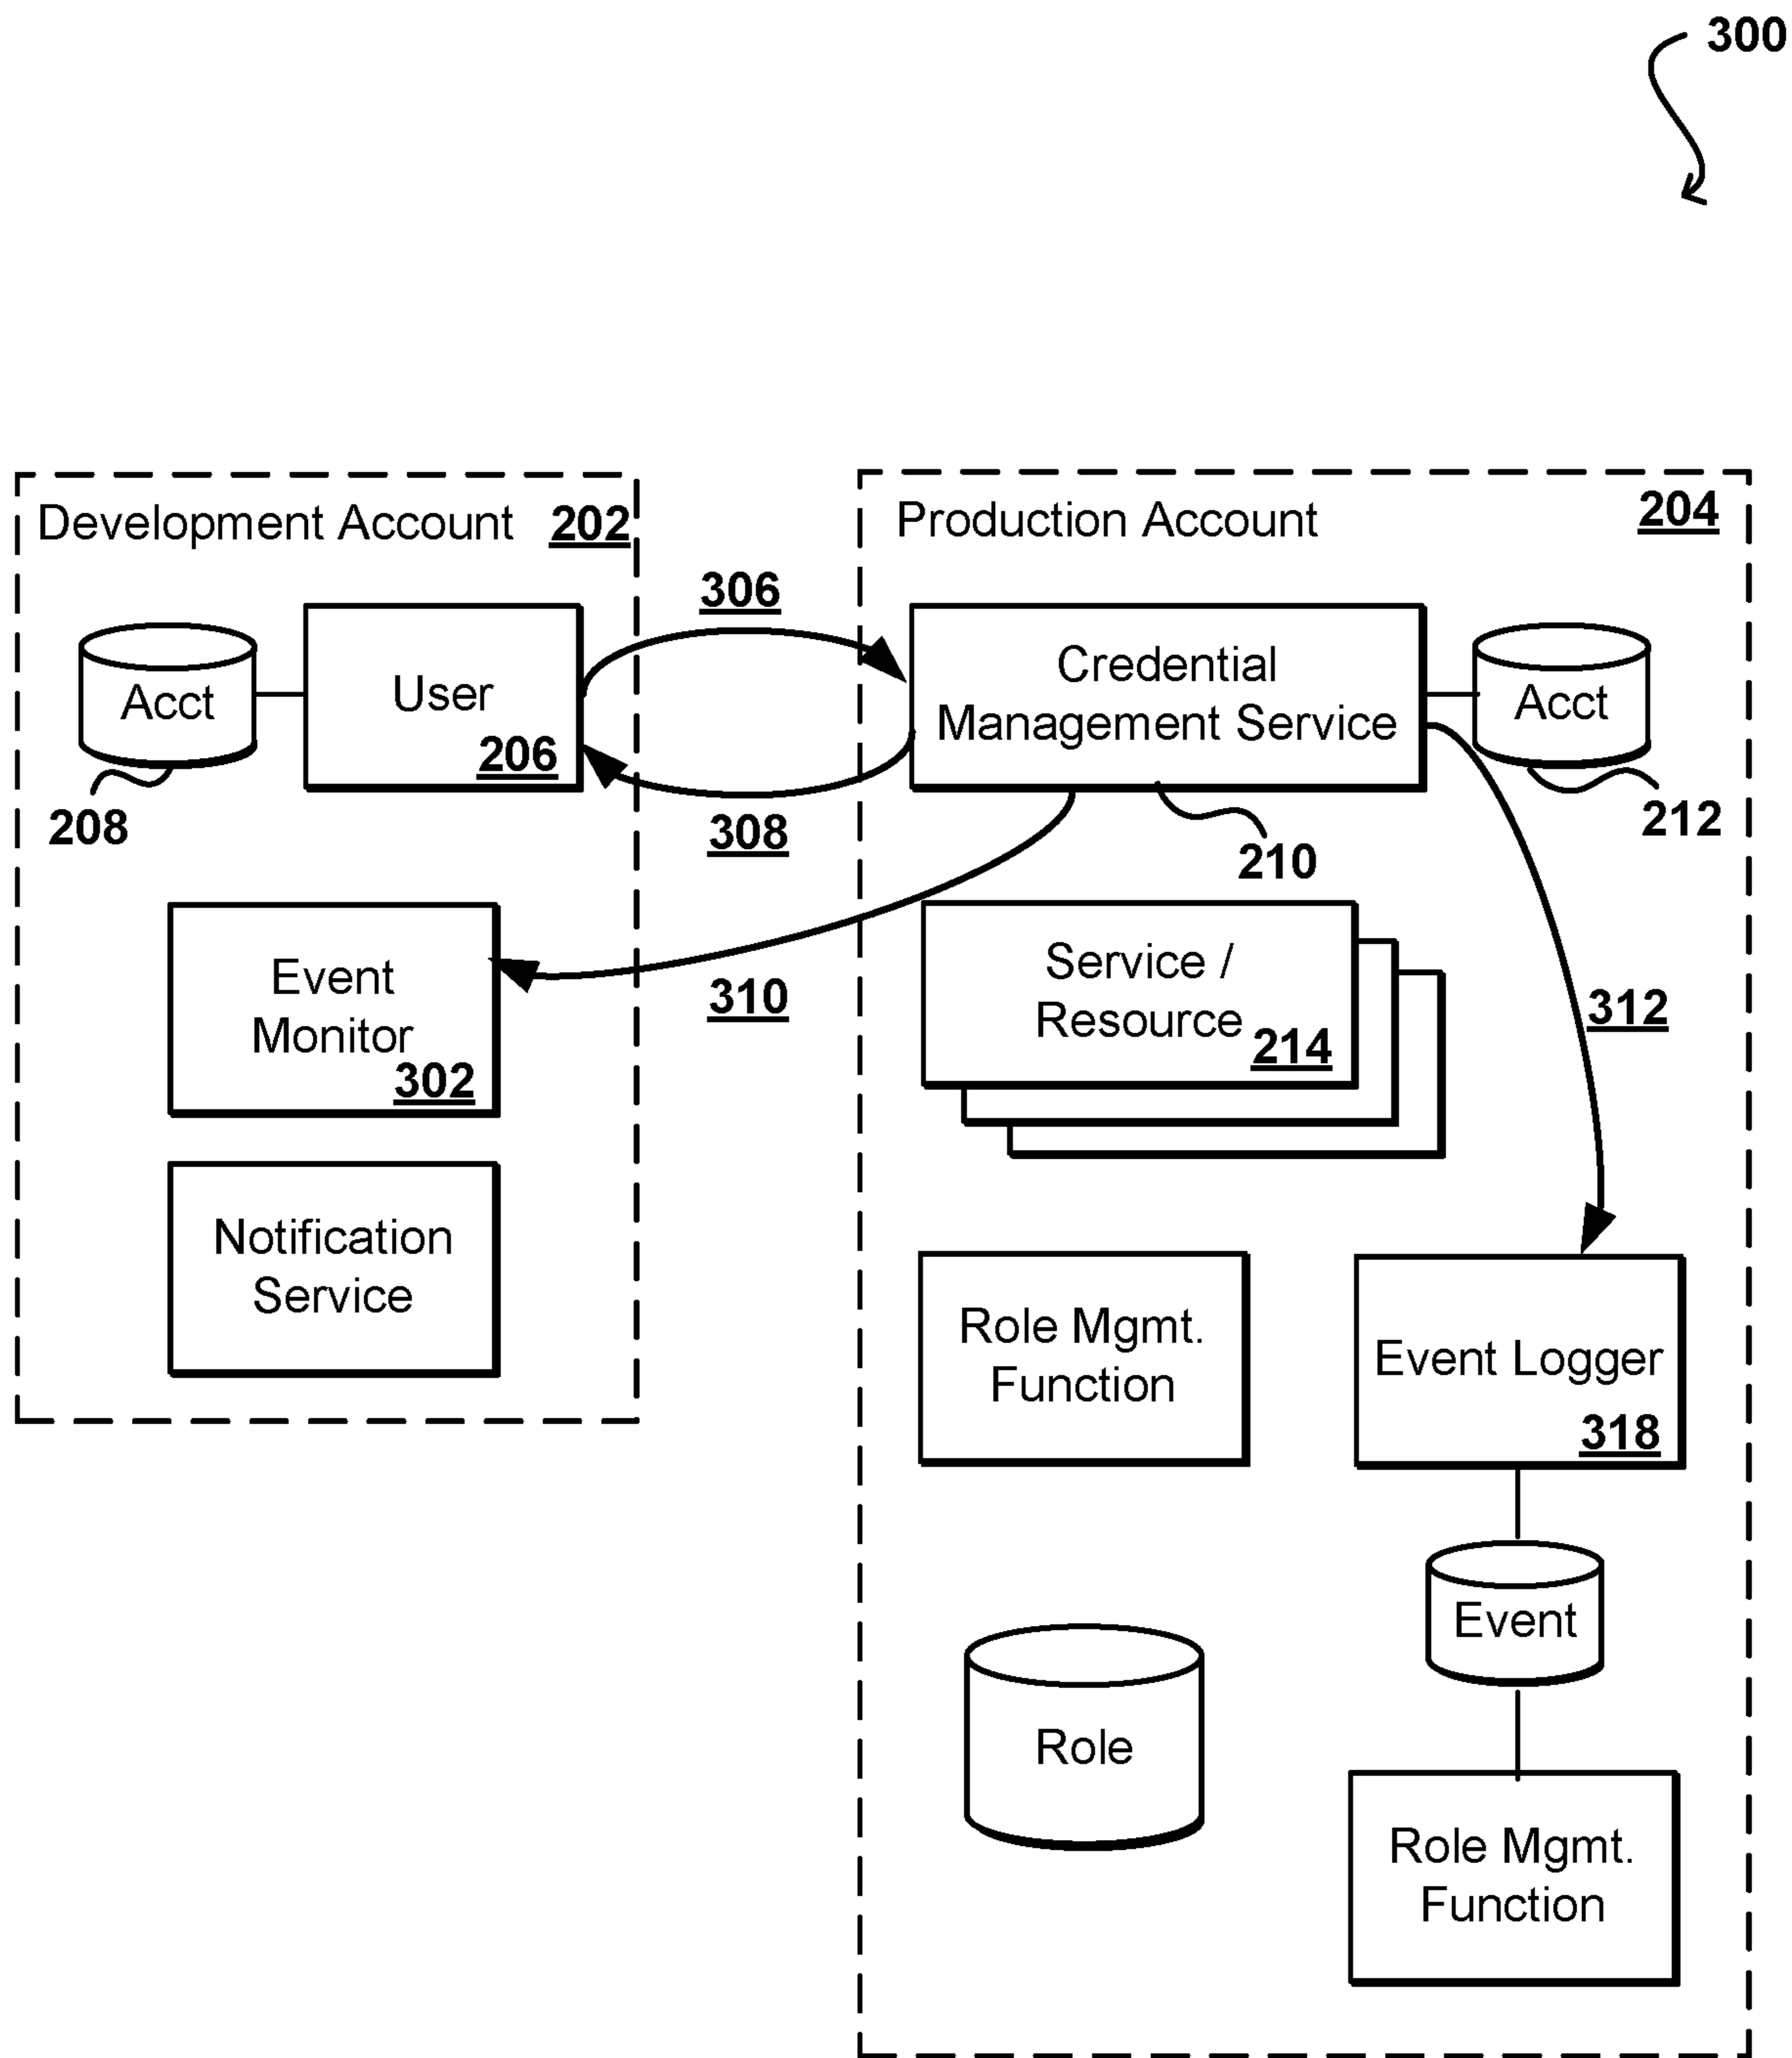 300
Development Account 202
Production Account 204
306
Acct
User
206
208
308
Credential
Management Service
210
Acct
212
Event
Monitor
302
310
Service /
Resource
214
312
Notification
Service
Role Mgmt.
Function
Event Logger
318
Event
Role
Role Mgmt.
Function